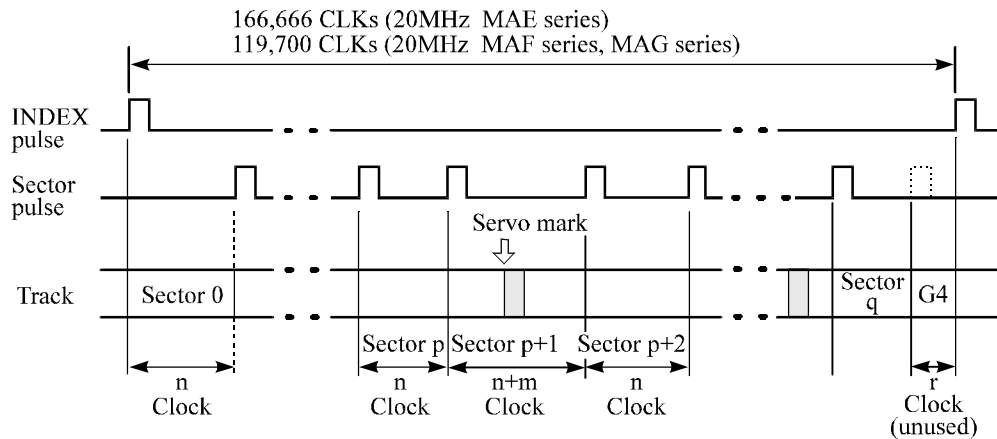 166,666 CLKs (20MHz MAE series)
119,700 CLKs (20MHz MAF series, MAG series)
INDEX
pulse
Sector
pulse
Servo mark
Track
Sector 0
Sector
q
G4
Sector p
Sector p+1
Sector p+2
n
Clock
n
Clock
n+m
Clock
n
Clock
r
Clock
(unused)